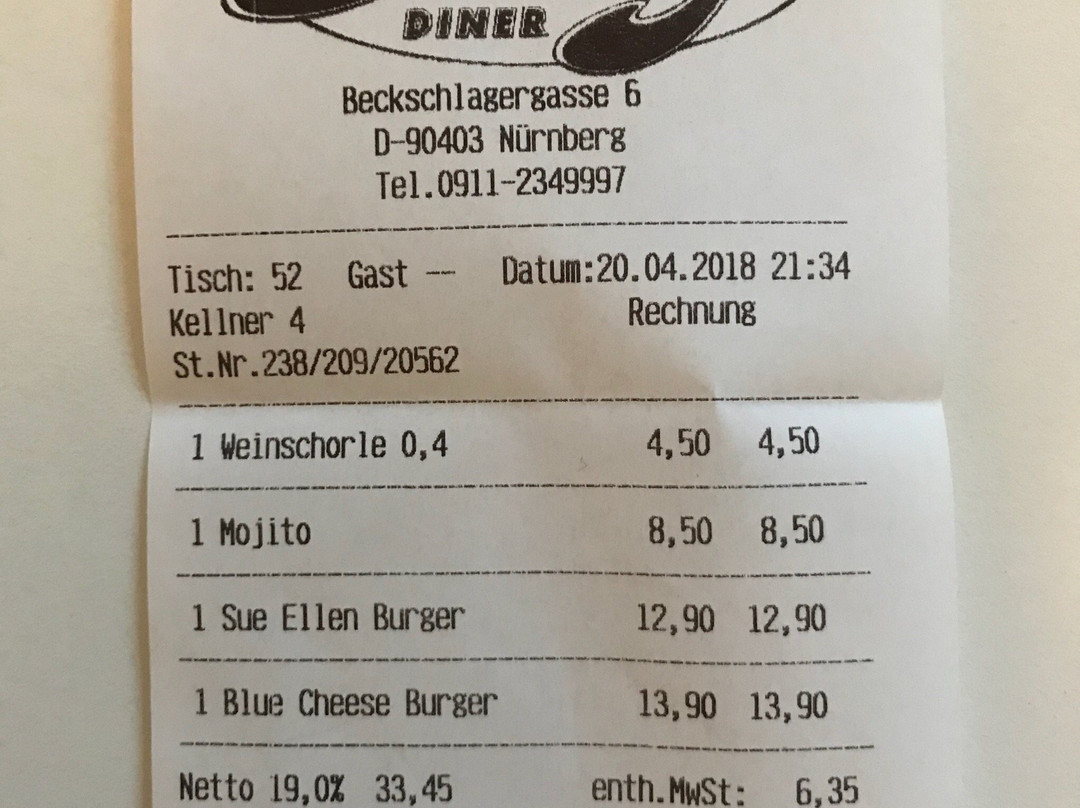 DINER
Beckschlagergasse 6
D-90403 Nürnberg
Tel.0911-2349997
Tisch: 52 Gast -- Datum:20.04.2018 21:34
Kellner 4 Rechnung
St.Nr.238/209/20562
1 Weinschorle 0,4 4,50 4,50
1 Mojito 8,50 8,50
1 Sue Ellen Burger 12,90 12,90
1 Blue Cheese Burger 13,90 13,90
Netto 19,0% 33,45 enth.MwSt: 6,35